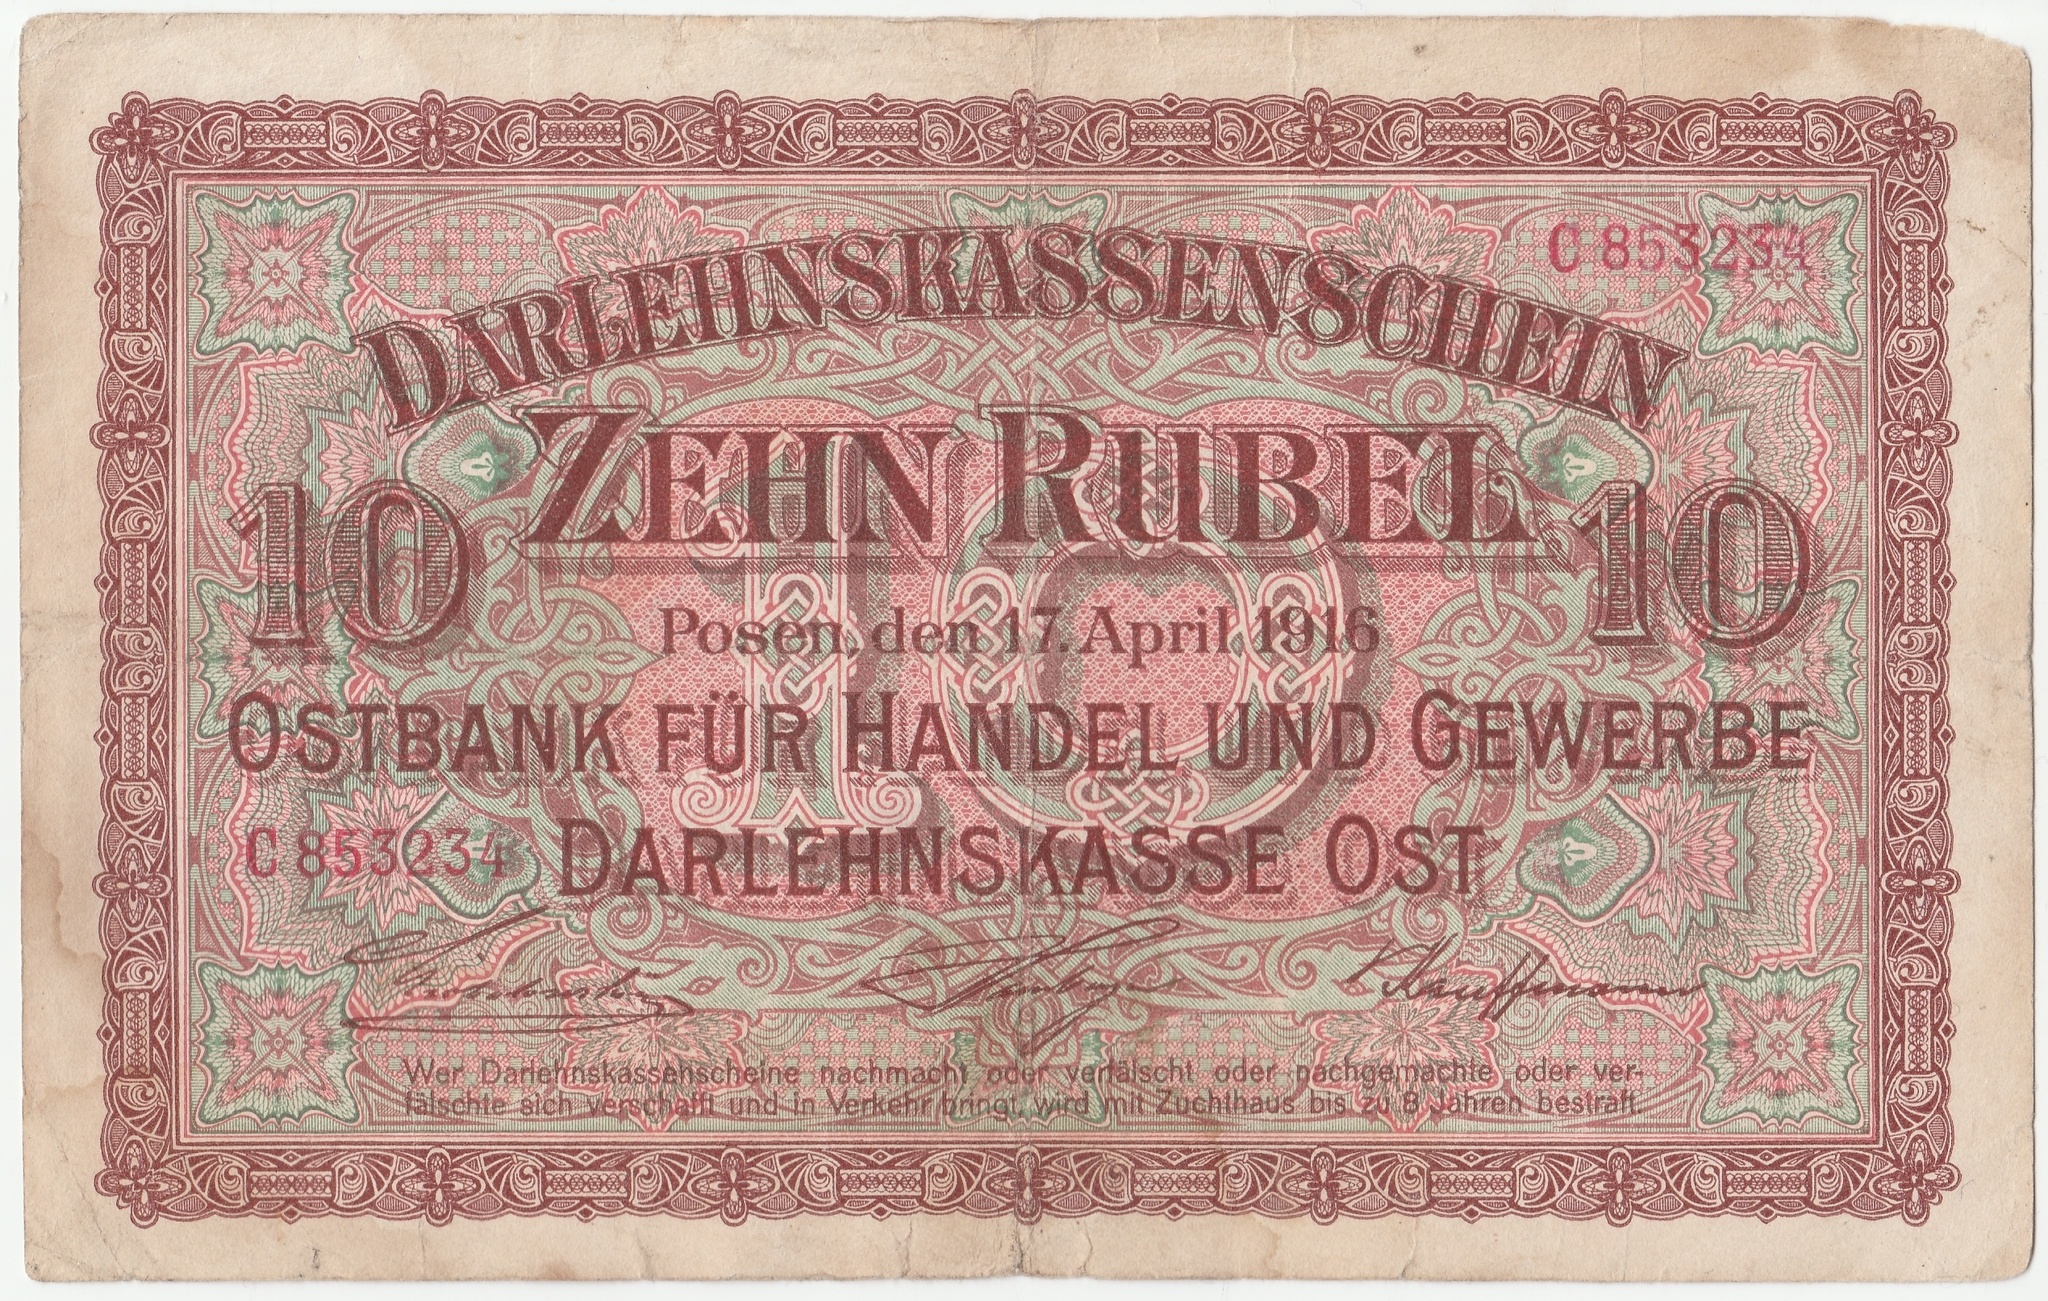 C 853234
DARLEHNSKASSENSCHEIN
ZEHN RUBEL
10
10
Posen, den 17. April 1916
OSTBANK FÜR HANDEL UND GEWERBE
C 853234
DARLEHNSKASSE OST
10
Kauffmann
Wer Darlehnskassenscheine nachmacht oder verfälscht oder nachgemachte oder ver-
fälschte sich verschafft und in Verkehr bringt, wird mit Zuchthaus bis zu 8 Jahren bestraft.